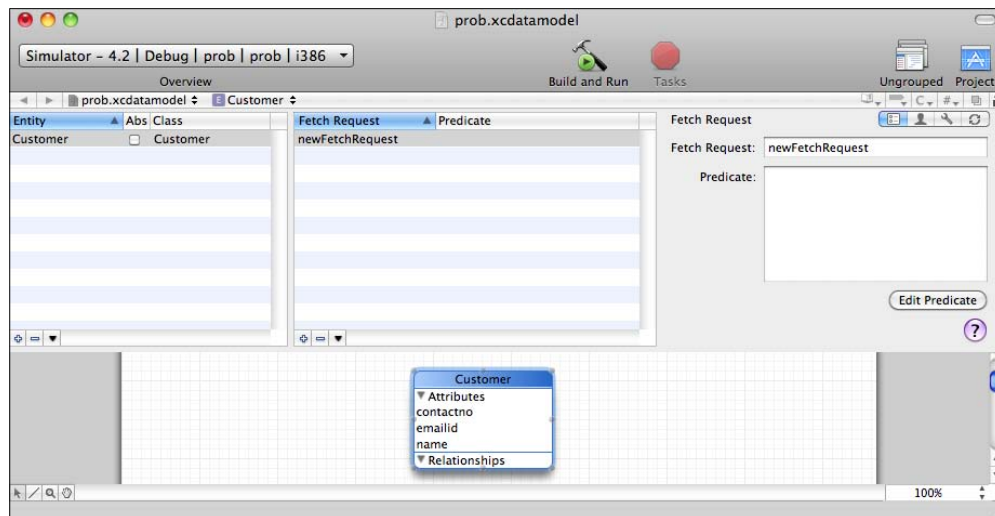 prob.xcdatamodel
Simulator - 4.2 | Debug | prob | prob | i386
Overview
Build and Run
Tasks
Ungrouped
Project
prob.xcdatamodel
E Customer
C
#
Entity
Abs
Class
Customer
Customer
Fetch Request
Predicate
newFetchRequest
Fetch Request
Fetch Request: newFetchRequest
Predicate:
Edit Predicate
?
Customer
Attributes
contactno
emailid
name
Relationships
100%